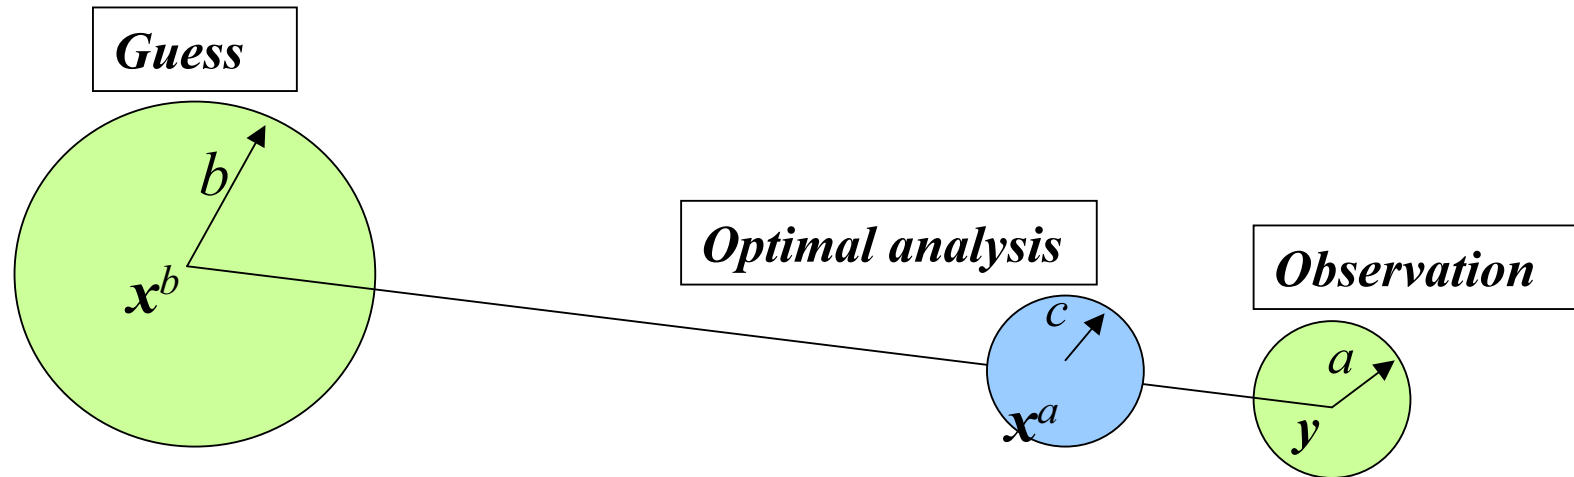 Guess
b
x^b
Optimal analysis
c
x^a
Observation
a
y